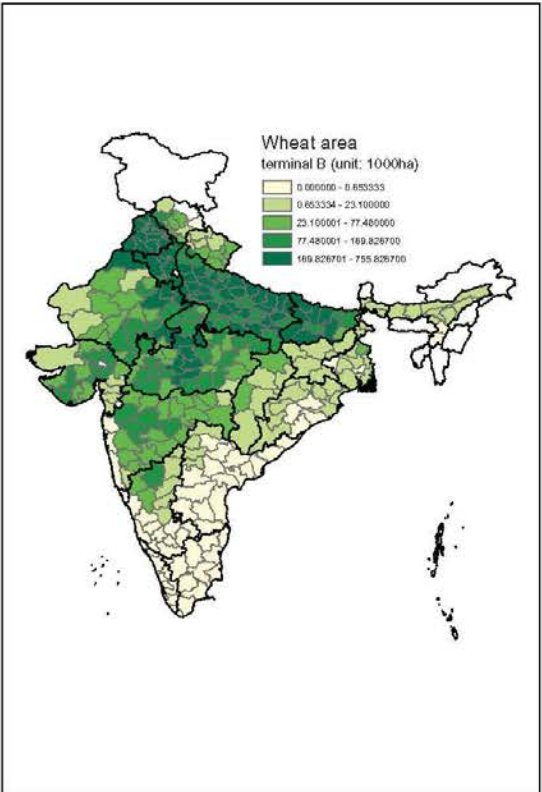 Wheat area
terminal B (unit: 1000ha)
0.000000 - 0.653333
0.653334 - 23.100000
23.100001 - 77.480000
77.480001 - 169.826700
169.826701 - 755.826700